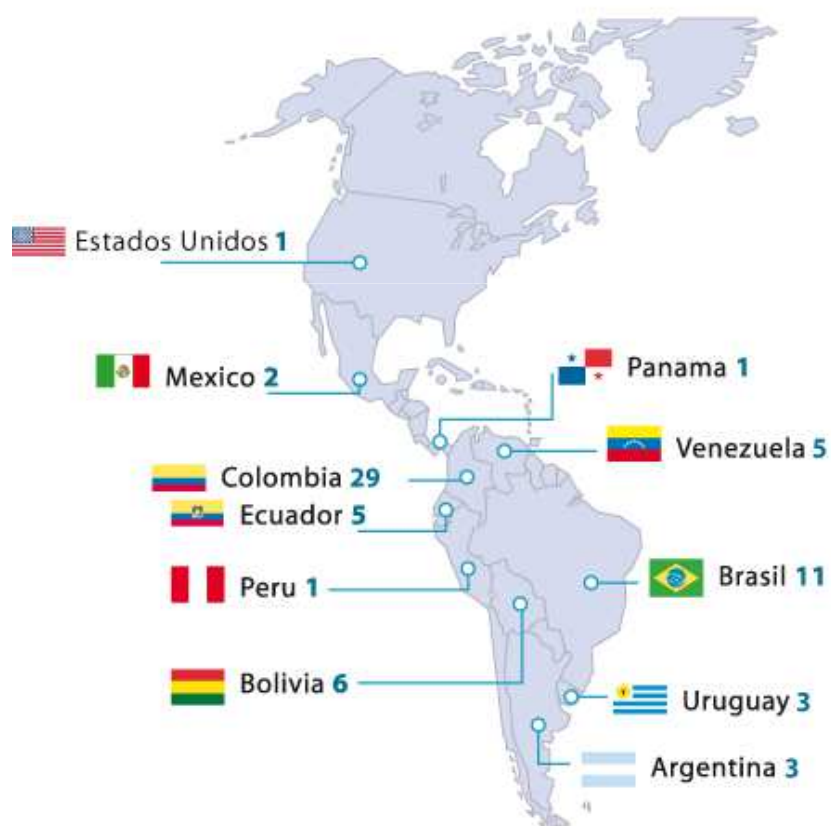 Estados Unidos 1
Mexico 2
Panama 1
Venezuela 5
Colombia 29
Ecuador 5
Peru 1
Brasil 11
Bolivia 6
Uruguay 3
Argentina 3